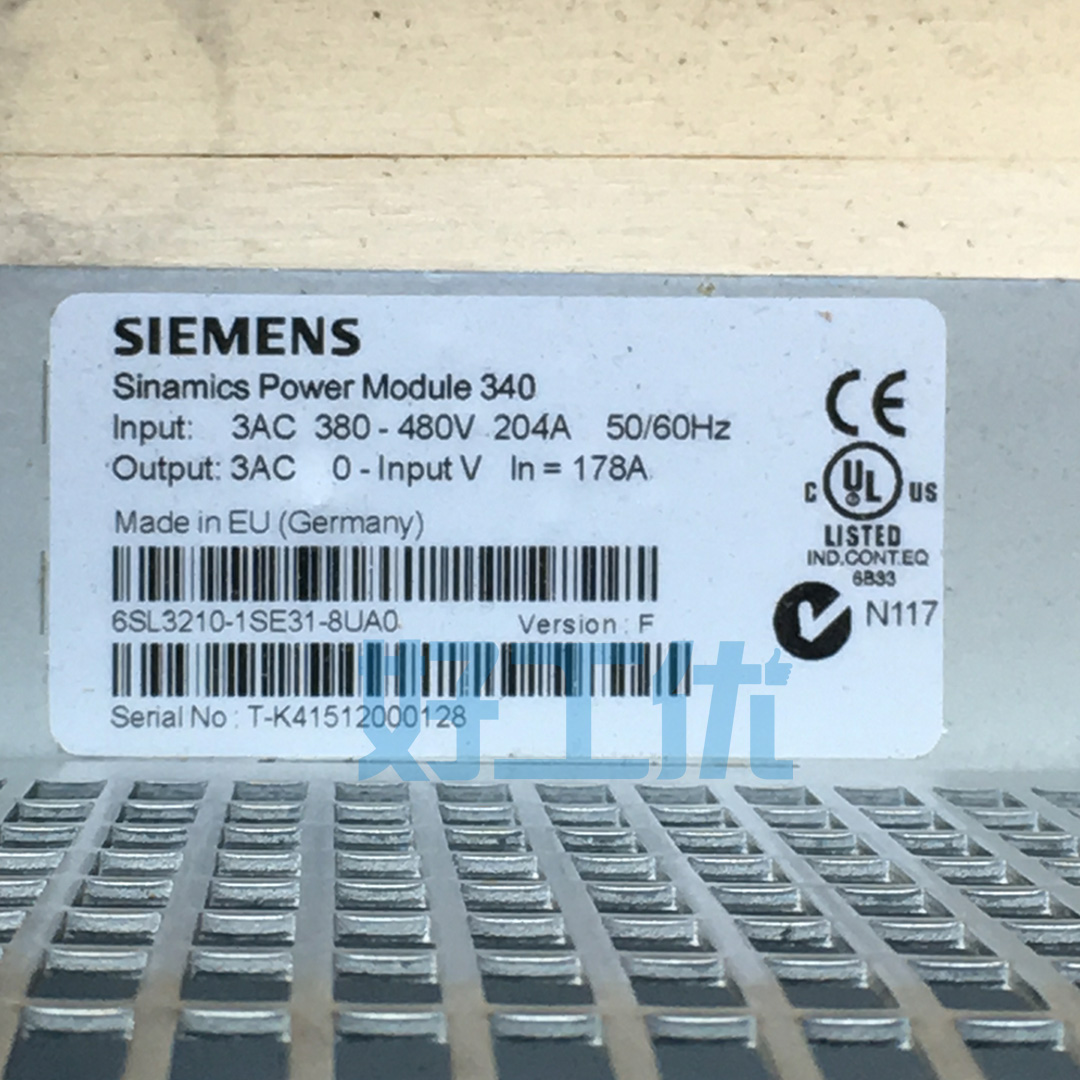 SIEMENS
Sinamics Power Module 340
Input: 3AC 380 - 480V 204A 50/60Hz
Output: 3AC 0 - Input V In = 178A
Made in EU (Germany)
6SL3210-1SE31-8UA0 Version : F
Serial No : T-K41512000128
CE
C UL US
LISTED
IND.CONT.EQ
6B33
N117
好工优